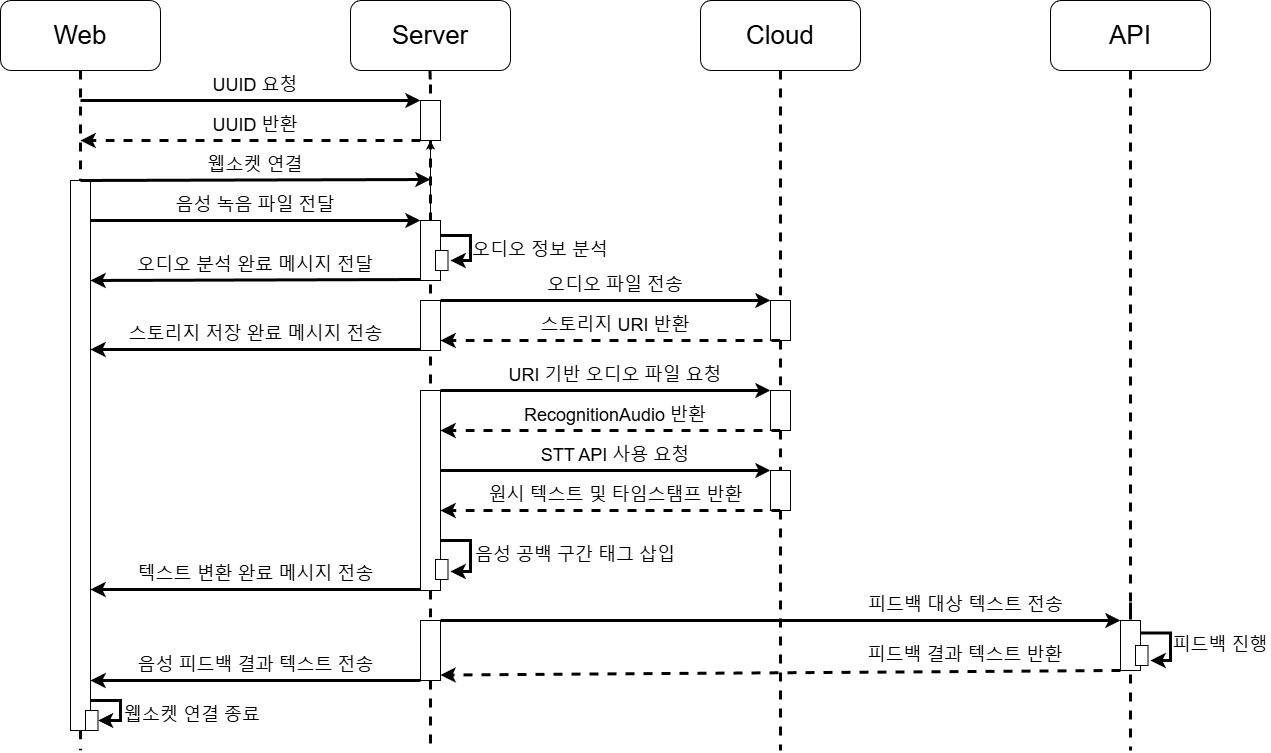 Web
Server
Cloud
API
UUID 요청
UUID 반환
웹소켓 연결
음성 녹음 파일 전달
오디오 정보 분석
오디오 분석 완료 메시지 전달
오디오 파일 전송
스토리지 URI 반환
스토리지 저장 완료 메시지 전송
URI 기반 오디오 파일 요청
RecognitionAudio 반환
STT API 사용 요청
원시 텍스트 및 타임스탬프 반환
음성 공백 구간 태그 삽입
텍스트 변환 완료 메시지 전송
피드백 대상 텍스트 전송
피드백 진행
피드백 결과 텍스트 반환
음성 피드백 결과 텍스트 전송
웹소켓 연결 종료